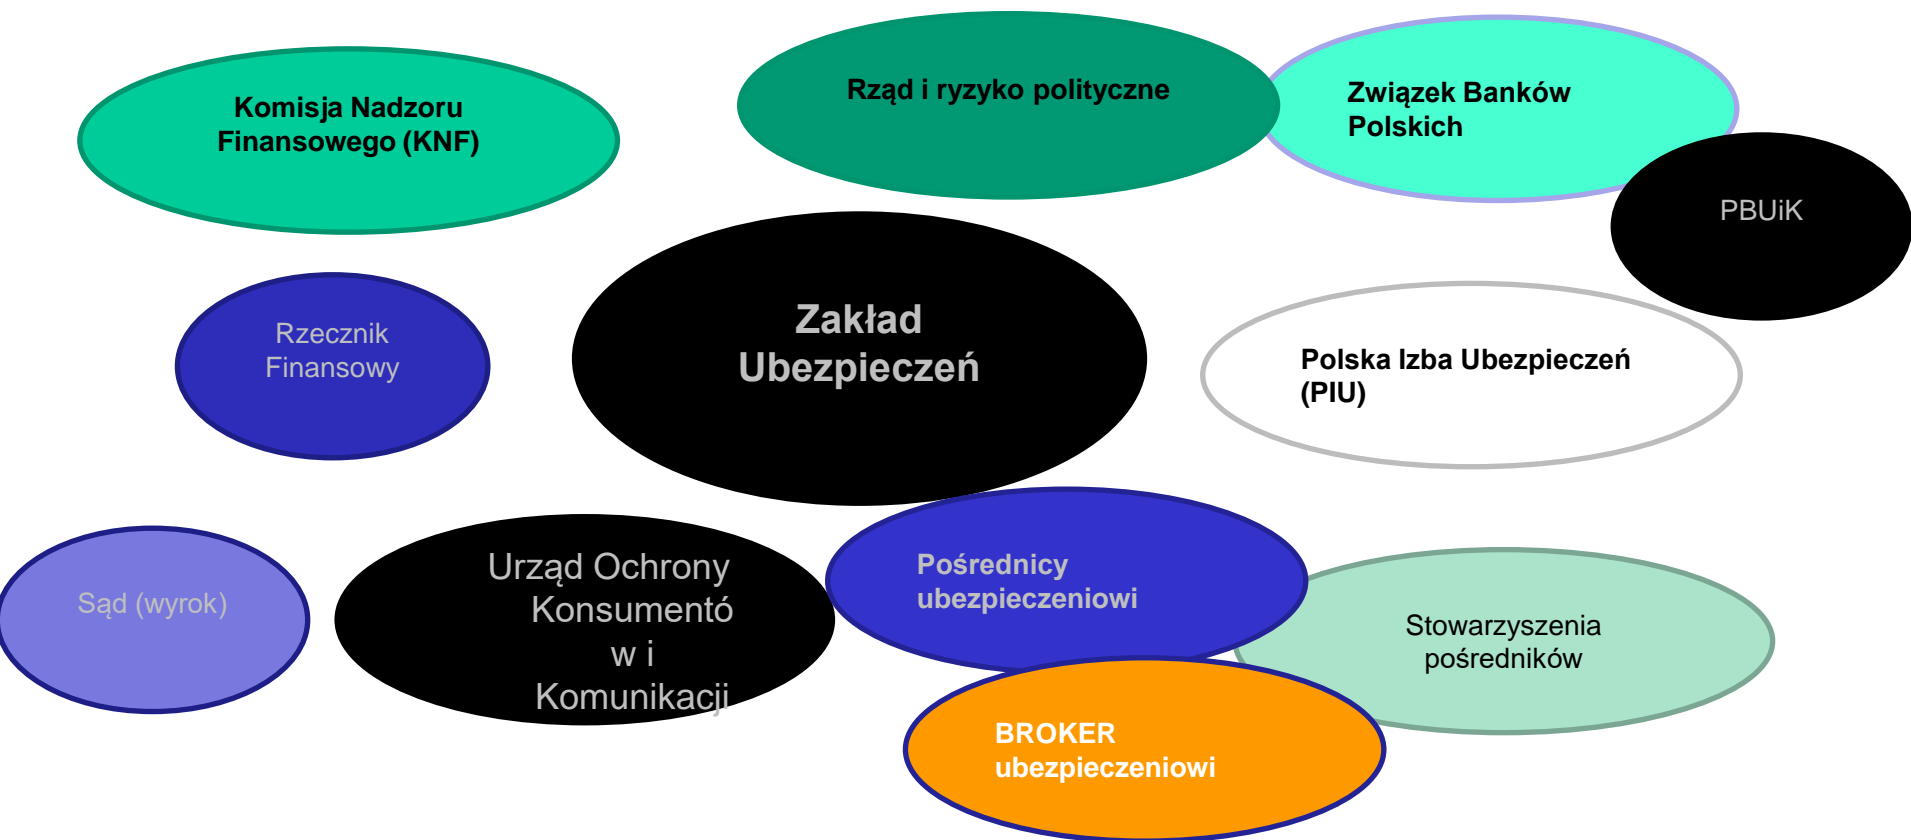 Komisja Nadzoru
Finansowego (KNF)
Rząd i ryzyko polityczne
Związek Banków
Polskich
PBUiK
Rzecznik
Finansowy
Zakład
Ubezpieczeń
Polska Izba Ubezpieczeń
(PIU)
Sąd (wyrok)
Urząd Ochrony
Konsumentó
w i
Komunikacji
Pośrednicy
ubezpieczeniowi
Stowarzyszenia
pośredników
BROKER
ubezpieczeniowi